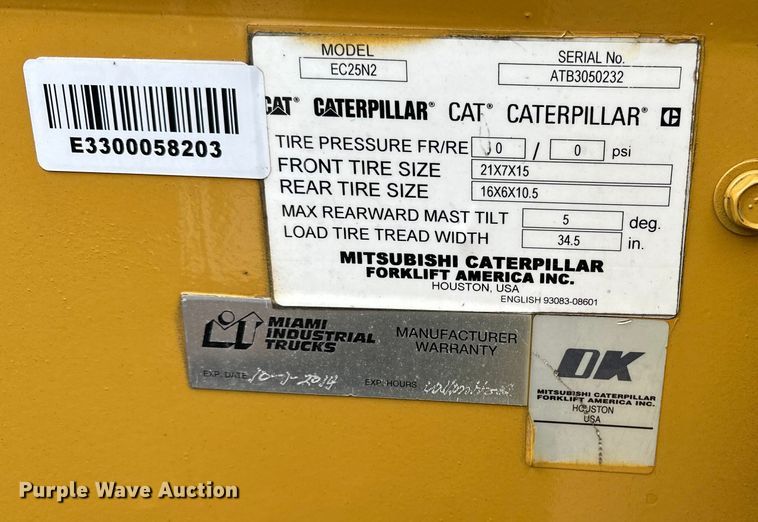 E3300058203
MODEL
EC25N2
SERIAL No.
ATB3050232
CAT® CATERPILLAR® CAT® CATERPILLAR®
TIRE PRESSURE FR/RE 0 / 0 psi
FRONT TIRE SIZE 21X7X15
REAR TIRE SIZE 16X6X10.5
MAX REARWARD MAST TILT 5 deg.
LOAD TIRE TREAD WIDTH 34.5 in.
MITSUBISHI CATERPILLAR
FORKLIFT AMERICA INC.
HOUSTON, USA
ENGLISH 93083-08601
MIAMI
INDUSTRIAL
TRUCKS
MANUFACTURER
WARRANTY
EXP. DATE 10-1-2014
EXP. HOURS
OK
MITSUBISHI CATERPILLAR
FORKLIFT AMERICA INC.
HOUSTON
USA
Purple Wave Auction